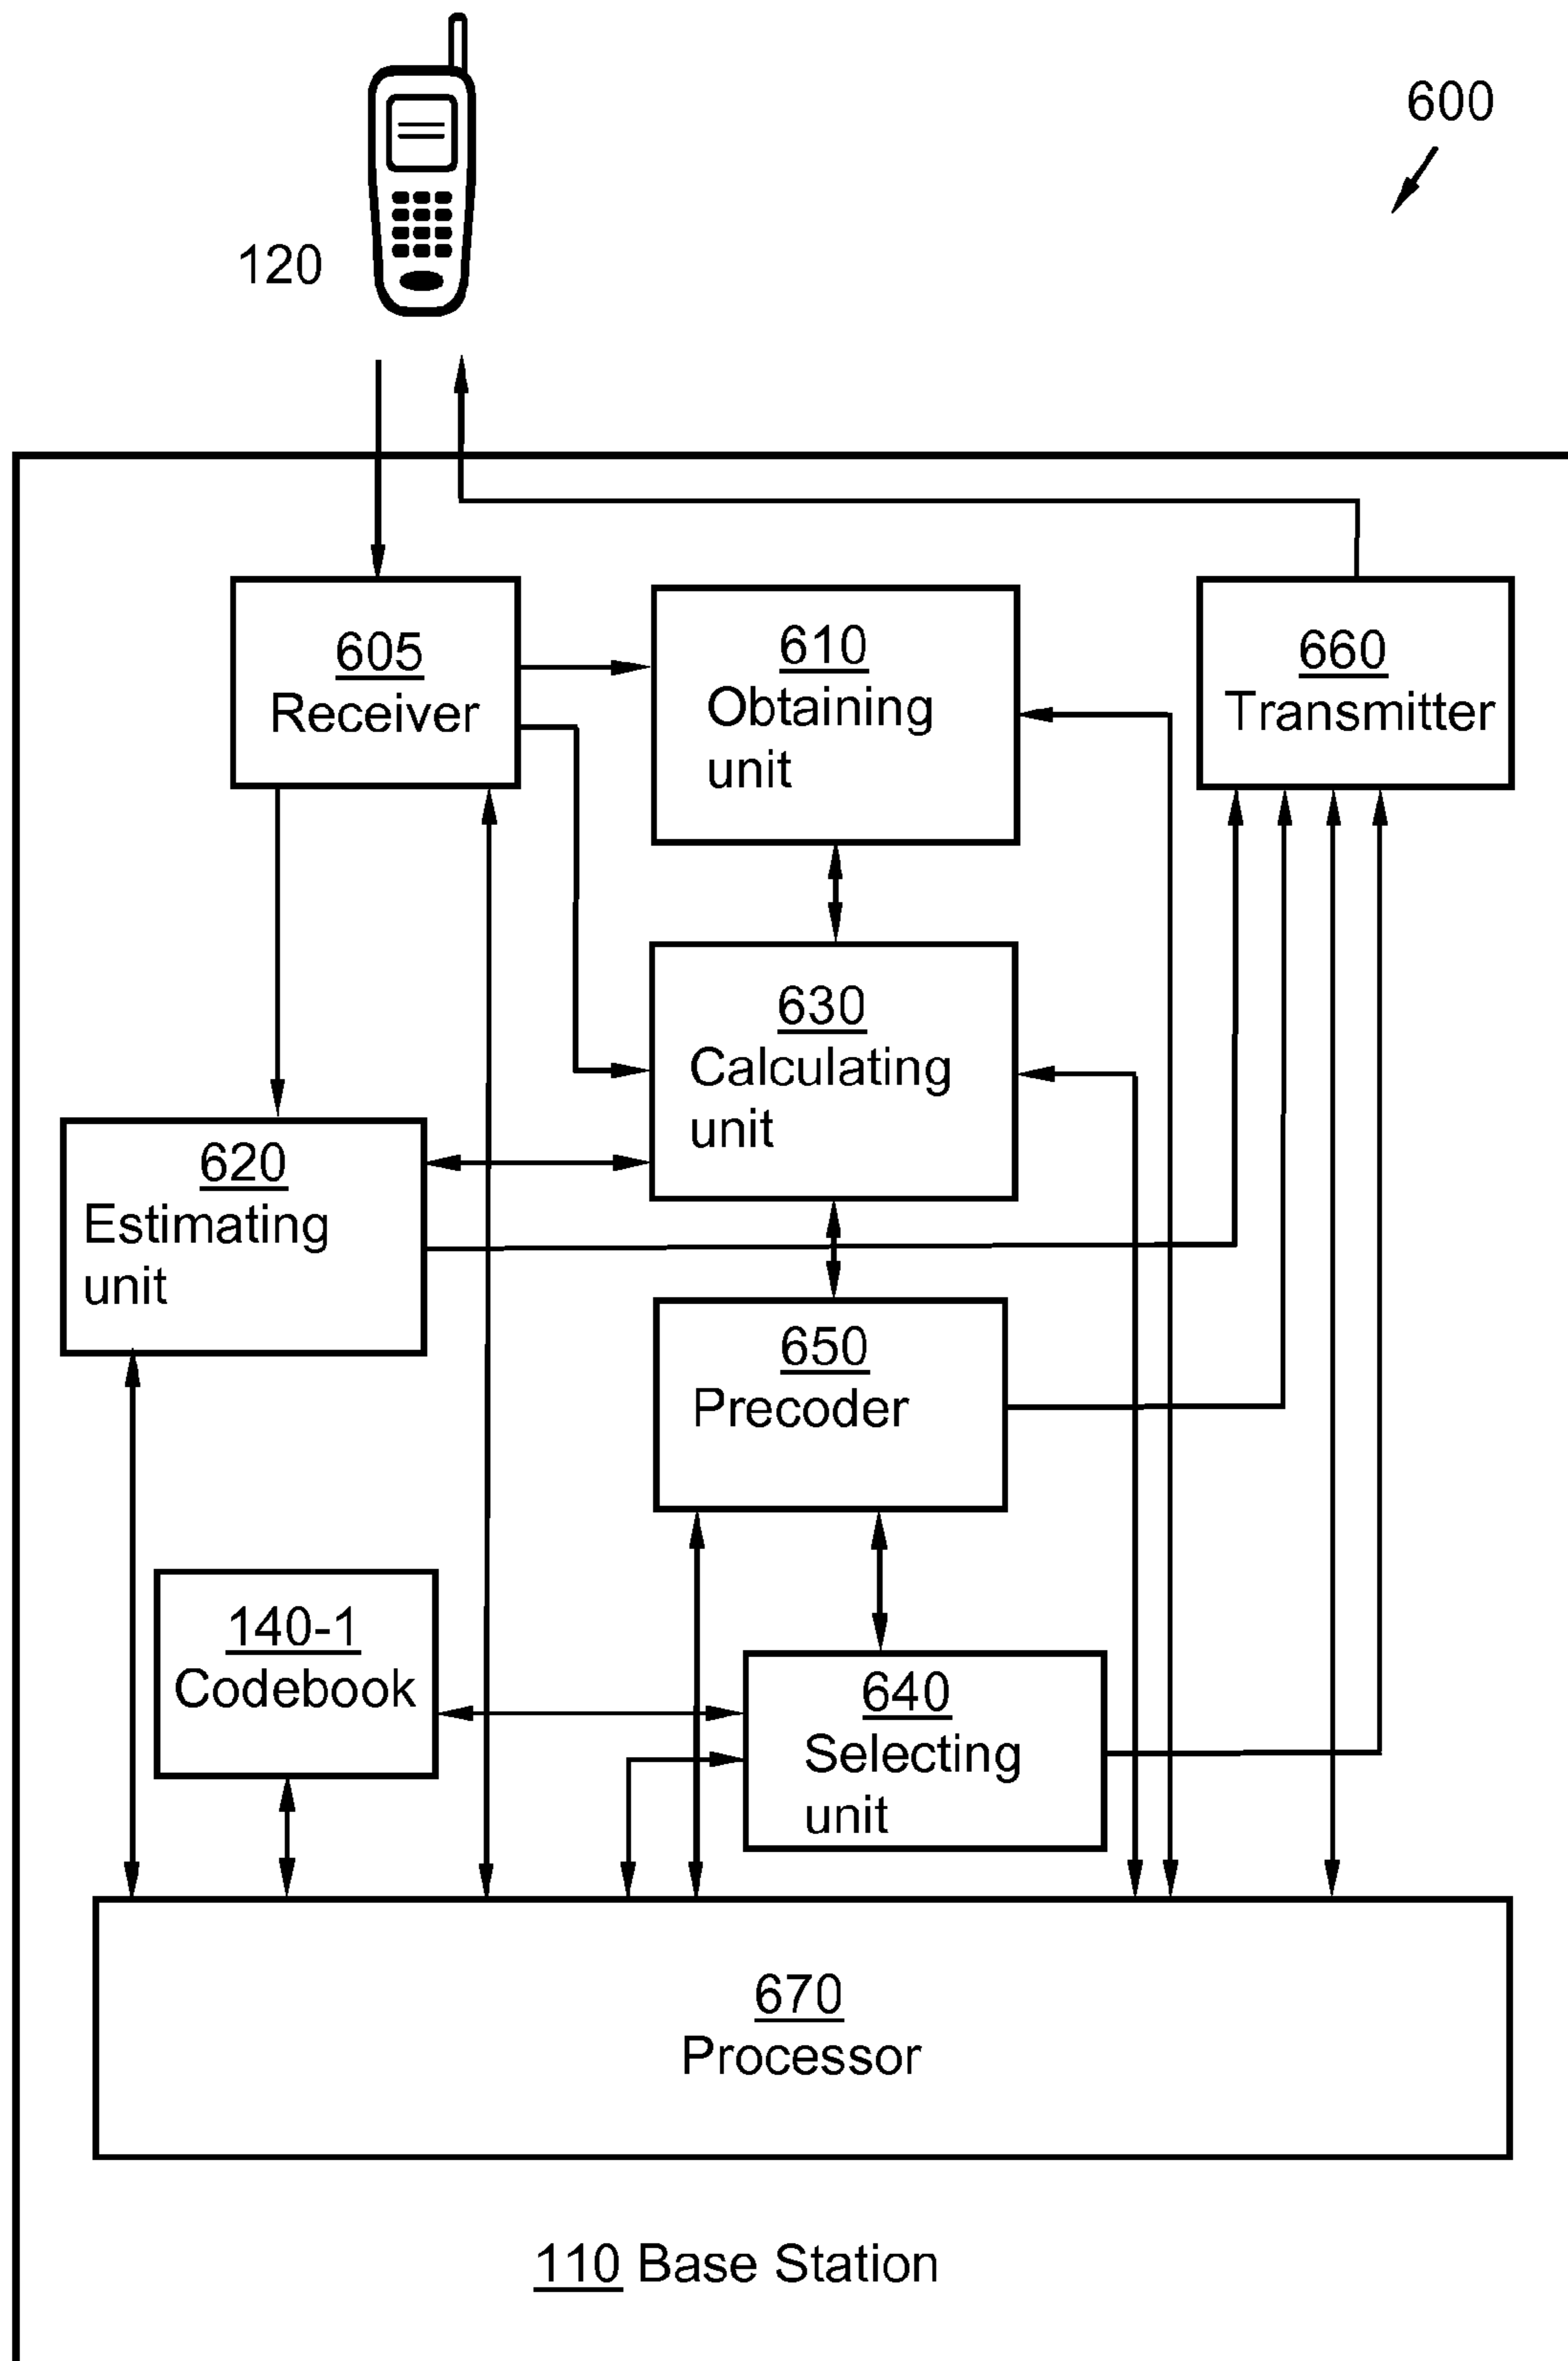 600
120
605
Receiver
610
Obtaining
unit
660
Transmitter
630
Calculating
unit
620
Estimating
unit
650
Precoder
140-1
Codebook
640
Selecting
unit
670
Processor
110 Base Station